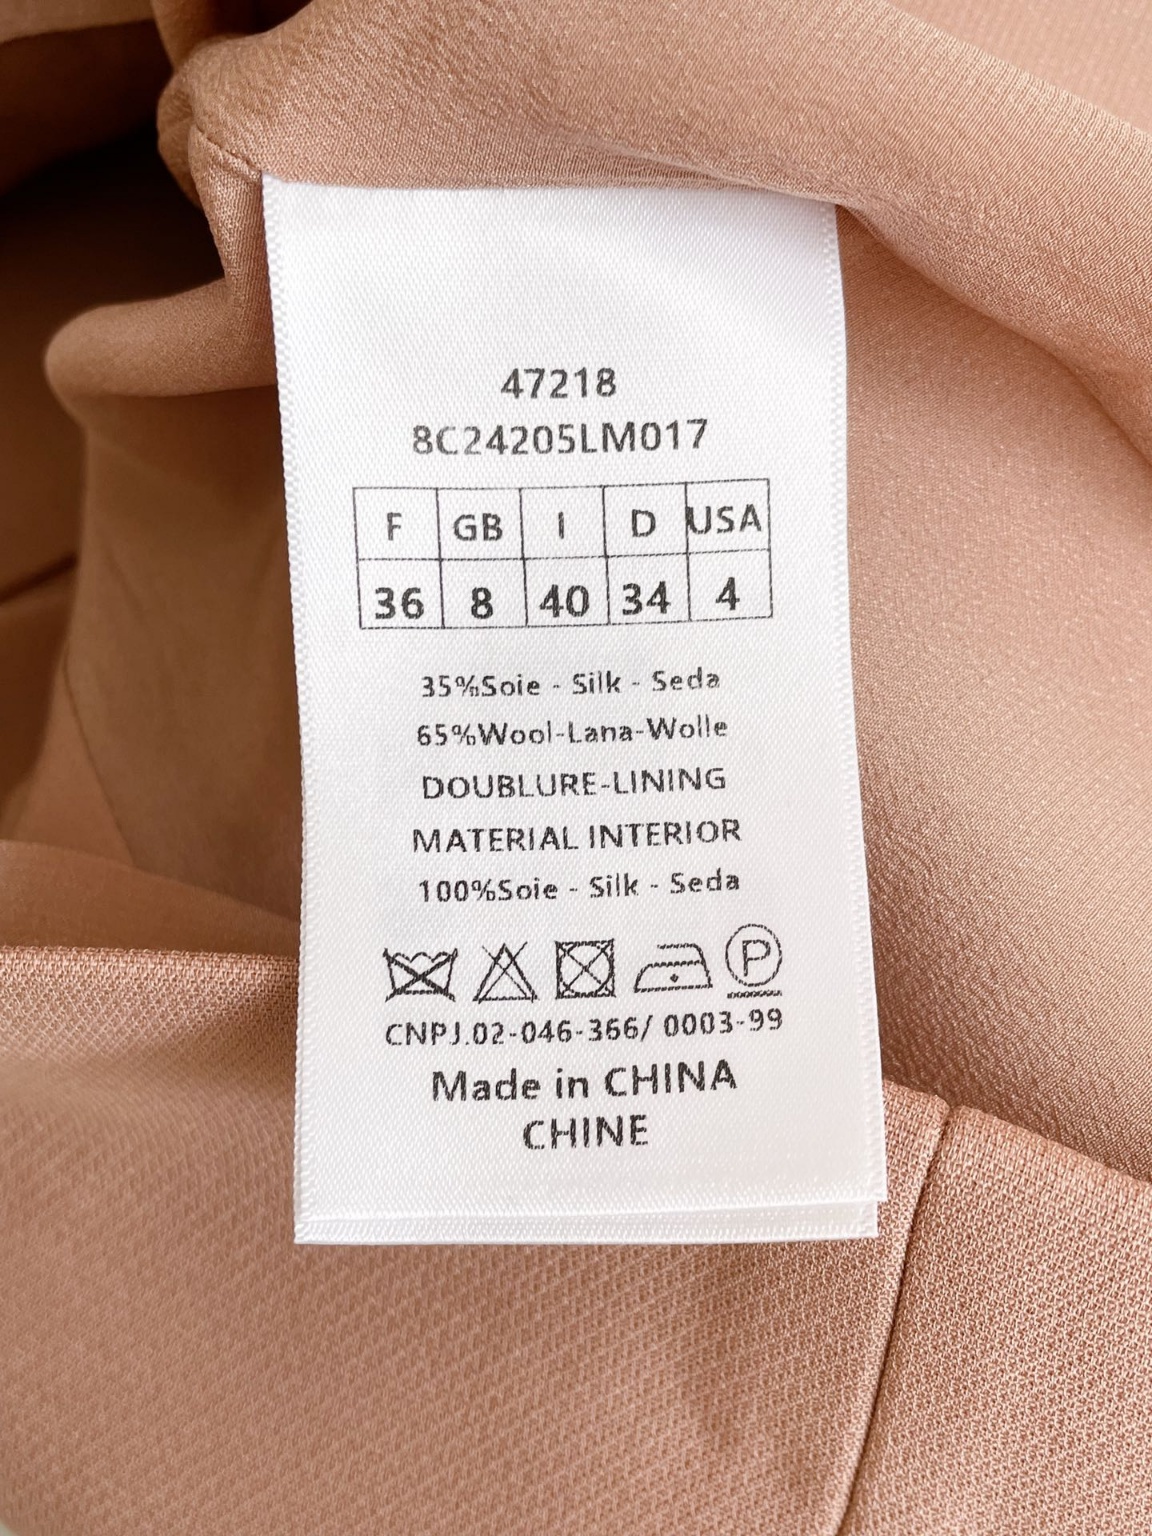 47218
8C24205LM017
F GB I D USA
36 8 40 34 4
35%Soie - Silk - Seda
65%Wool-Lana-Wolle
DOUBLURE-LINING
MATERIAL INTERIOR
100%Soie - Silk - Seda
P
CNPJ.02-046-366/ 0003-99
Made in CHINA
CHINE